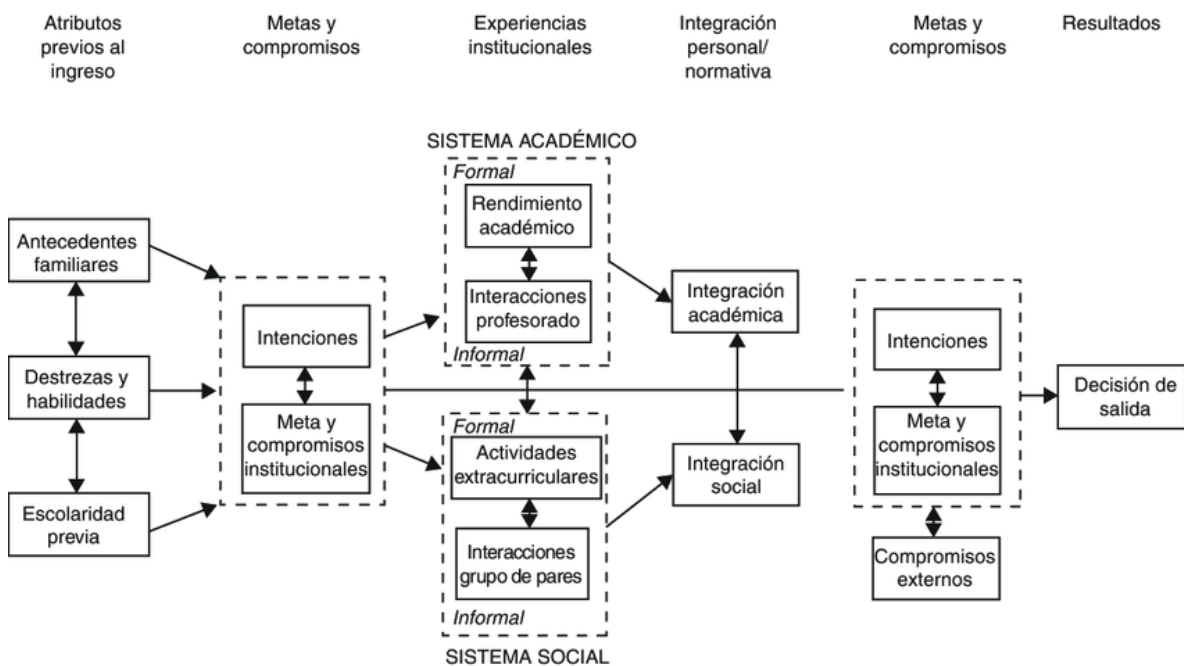 Atributos
previos al
ingreso
Metas y
compromisos
Experiencias
institucionales
Integración
personal/
normativa
Metas y
compromisos
Resultados
Antecedentes
familiares
Destrezas y
habilidades
Escolaridad
previa
Intenciones
Meta y
compromisos
institucionales
SISTEMA ACADÉMICO
Formal
Rendimiento
académico
Interacciones
profesorado
Informal
Formal
Actividades
extracurriculares
Interacciones
grupo de pares
Informal
SISTEMA SOCIAL
Integración
académica
Integración
social
Intenciones
Meta y
compromisos
institucionales
Compromisos
externos
Decisión de
salida